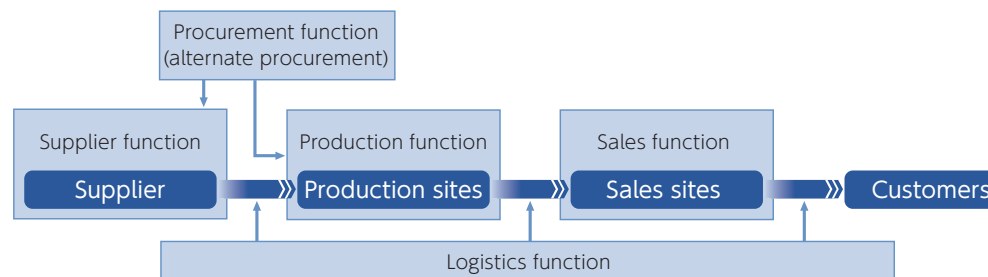 Procurement function
(alternate procurement)
Supplier function
Production function
Sales function
Supplier
Production sites
Sales sites
Customers
Logistics function